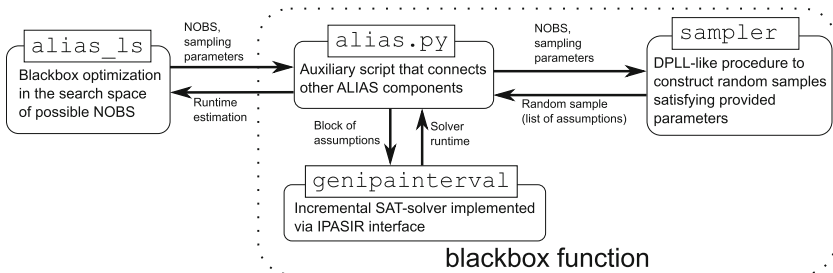 alias_ls
Blackbox optimization
in the search space
of possible NOBS
NOBS,
sampling
parameters
Runtime
estimation
alias.py
Auxiliary script that connects
other ALIAS components
NOBS,
sampling
parameters
Random sample
(list of assumptions)
sampler
DPLL-like procedure to
construct random samples
satisfying provided
parameters
Block of
assumptions
Solver
runtime
genipainterval
Incremental SAT-solver implemented
via IPASIR interface
blackbox function